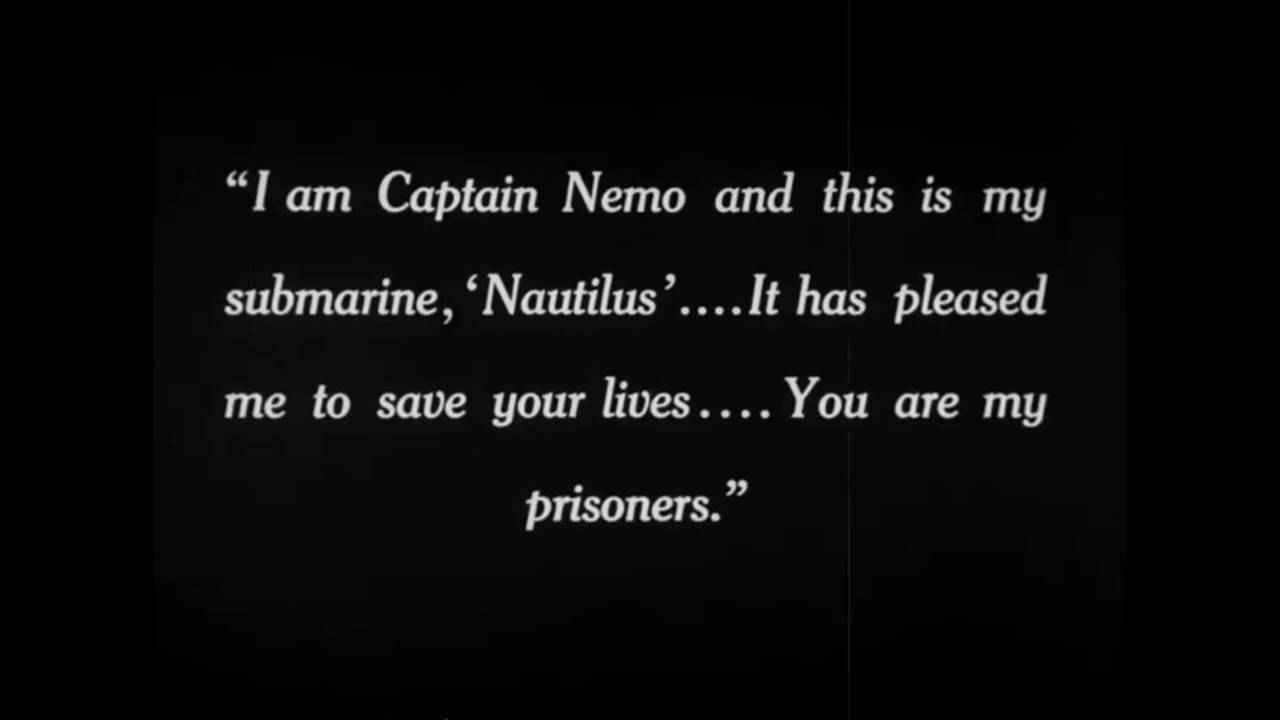 “I am Captain Nemo and this is my
submarine, ‘Nautilus’....It has pleased
me to save your lives.... You are my
prisoners.”